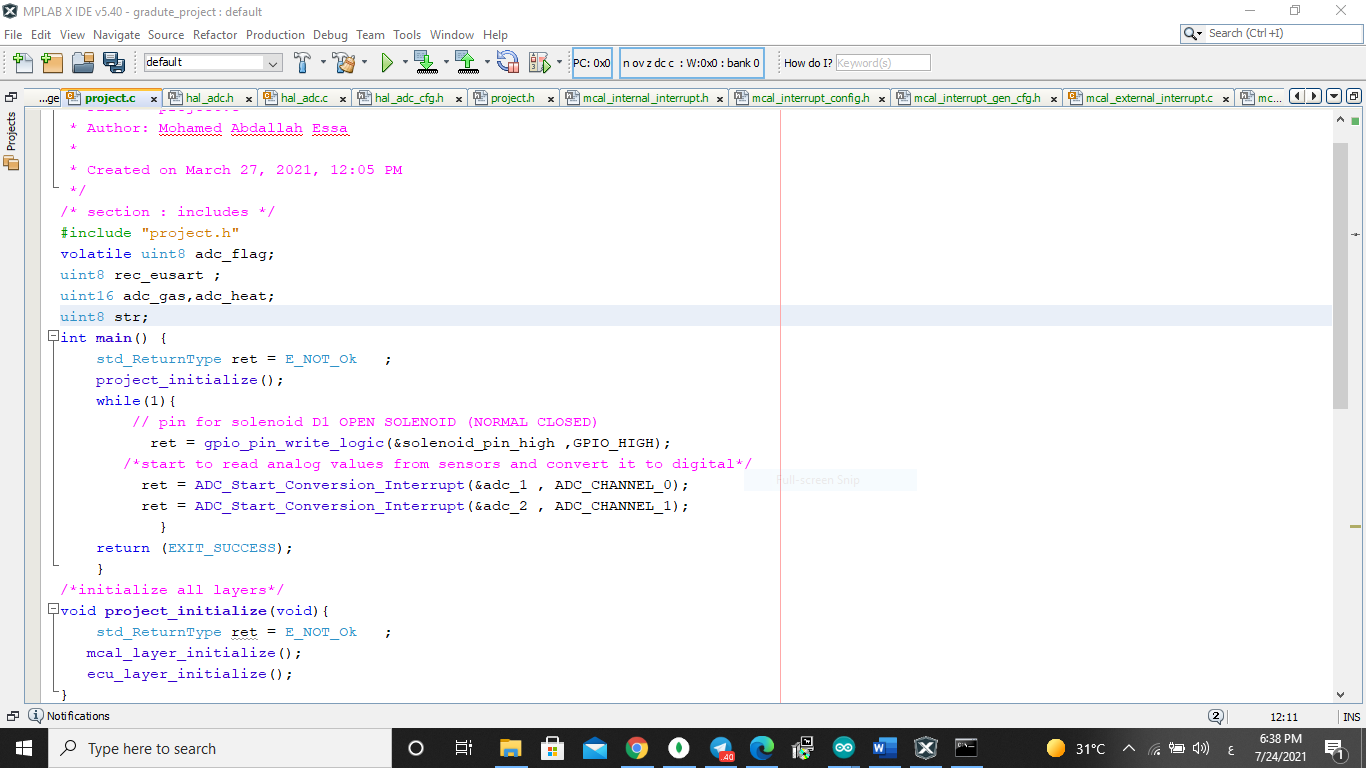 MPLAB X IDE v5.40 - gradute_project : default
File Edit View Navigate Source Refactor Production Debug Team Tools Window Help
Search (Ctrl+I)
default
PC: 0x0
n ov z dc c : W:0x0 : bank 0
How do I?
Keyword(s)
...ge
project.c
hal_adc.h
hal_adc.c
hal_adc_cfg.h
project.h
mcal_internal_interrupt.h
mcal_interrupt_config.h
mcal_interrupt_gen_cfg.h
mcal_external_interrupt.c
mc...
Projects
* Author: Mohamed Abdallah Essa
*
* Created on March 27, 2021, 12:05 PM
*/
/* section : includes */
#include "project.h"
volatile uint8 adc_flag;
uint8 rec_eusart ;
uint16 adc_gas,adc_heat;
uint8 str;
int main() {
std_ReturnType ret = E_NOT_Ok ;
project_initialize();
while(1){
// pin for solenoid D1 OPEN SOLENOID (NORMAL CLOSED)
ret = gpio_pin_write_logic(&solenoid_pin_high ,GPIO_HIGH);
/*start to read analog values from sensors and convert it to digital*/
Full-screen Snip
ret = ADC_Start_Conversion_Interrupt(&adc_1 , ADC_CHANNEL_0);
ret = ADC_Start_Conversion_Interrupt(&adc_2 , ADC_CHANNEL_1);
}
return (EXIT_SUCCESS);
}
/*initialize all layers*/
void project_initialize(void){
std_ReturnType ret = E_NOT_Ok ;
mcal_layer_initialize();
ecu_layer_initialize();
}
Notifications
2
12:11
INS
Type here to search
.40
31°C
ع
6:38 PM
7/24/2021
1